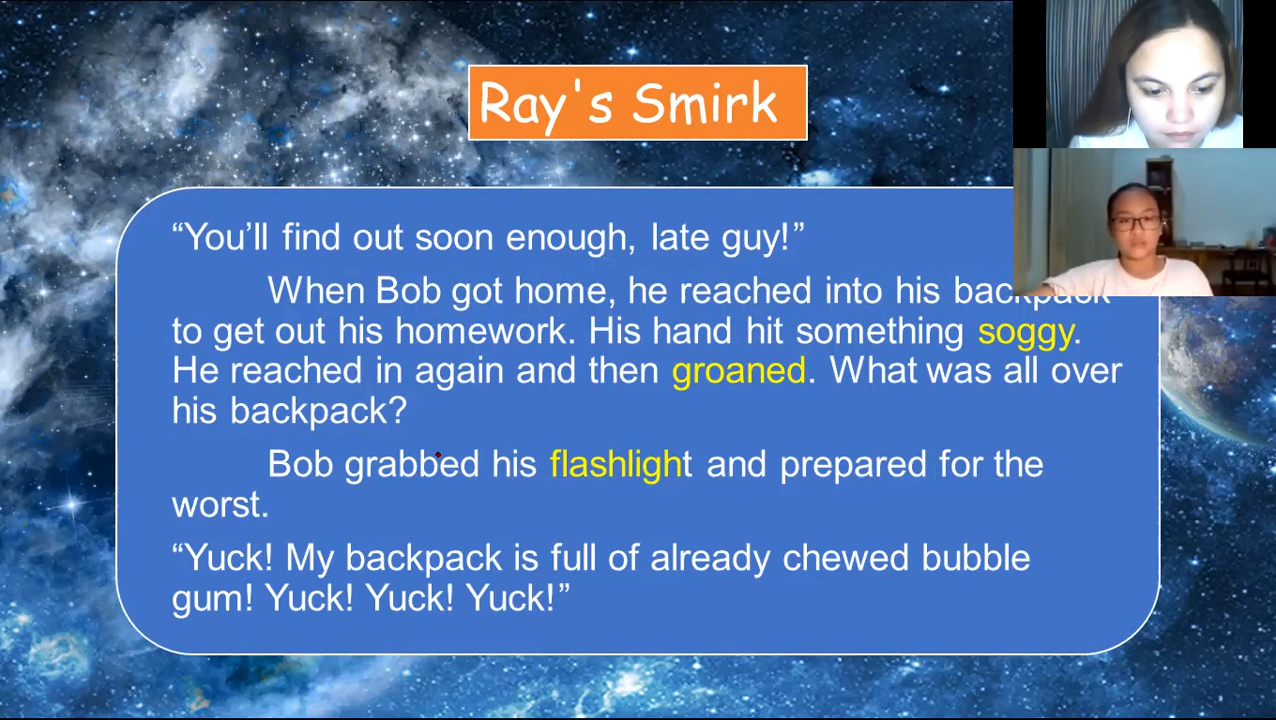 Ray's Smirk
“You’ll find out soon enough, late guy!”
When Bob got home, he reached into his backpack
to get out his homework. His hand hit something soggy.
He reached in again and then groaned. What was all over
his backpack?
Bob grabbed his flashlight and prepared for the
worst.
“Yuck! My backpack is full of already chewed bubble
gum! Yuck! Yuck! Yuck!”